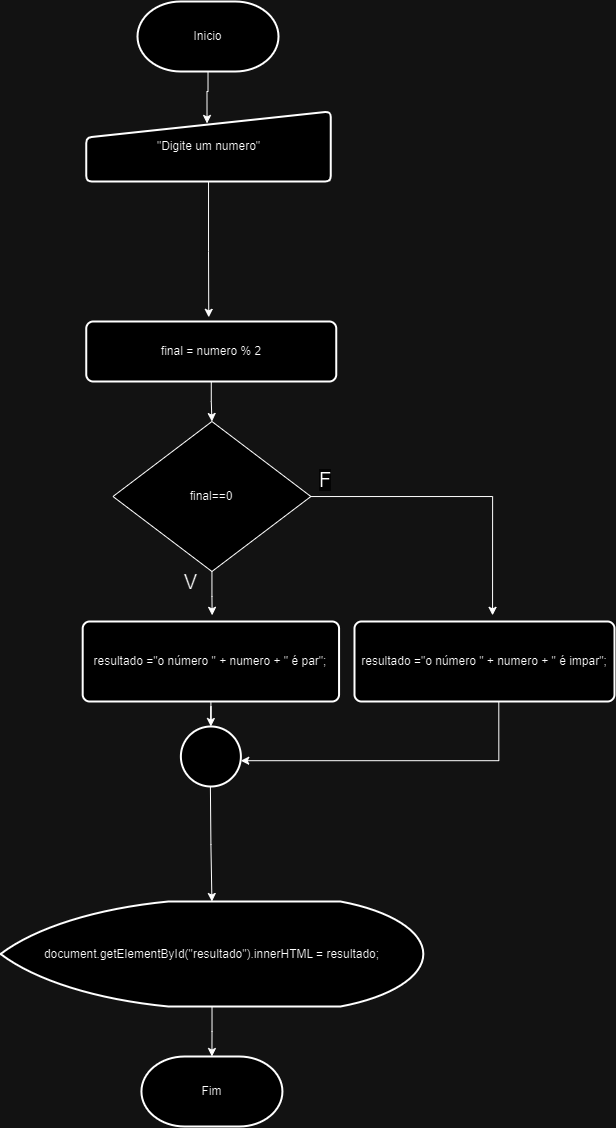 Inicio
"Digite um numero"
final = numero % 2
final==0
F
V
resultado ="o número " + numero + " é par";
resultado ="o número " + numero + " é impar";
document.getElementById("resultado").innerHTML = resultado;
Fim